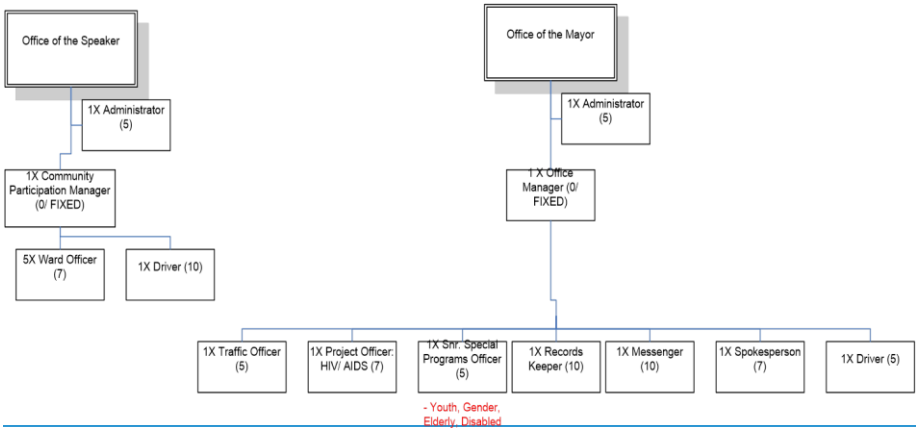 Office of the Speaker
1X Administrator
(5)
1X Community
Participation Manager
(0/ FIXED)
5X Ward Officer
(7)
1X Driver (10)
Office of the Mayor
1X Administrator
(5)
1 X Office
Manager (0/
FIXED)
1X Traffic Officer
(5)
1X Project Officer:
HIV/ AIDS (7)
1X Snr. Special
Programs Officer
(5)
1X Records
Keeper (10)
1X Messenger
(10)
1X Spokesperson
(7)
1X Driver (5)
- Youth, Gender,
Elderly, Disabled